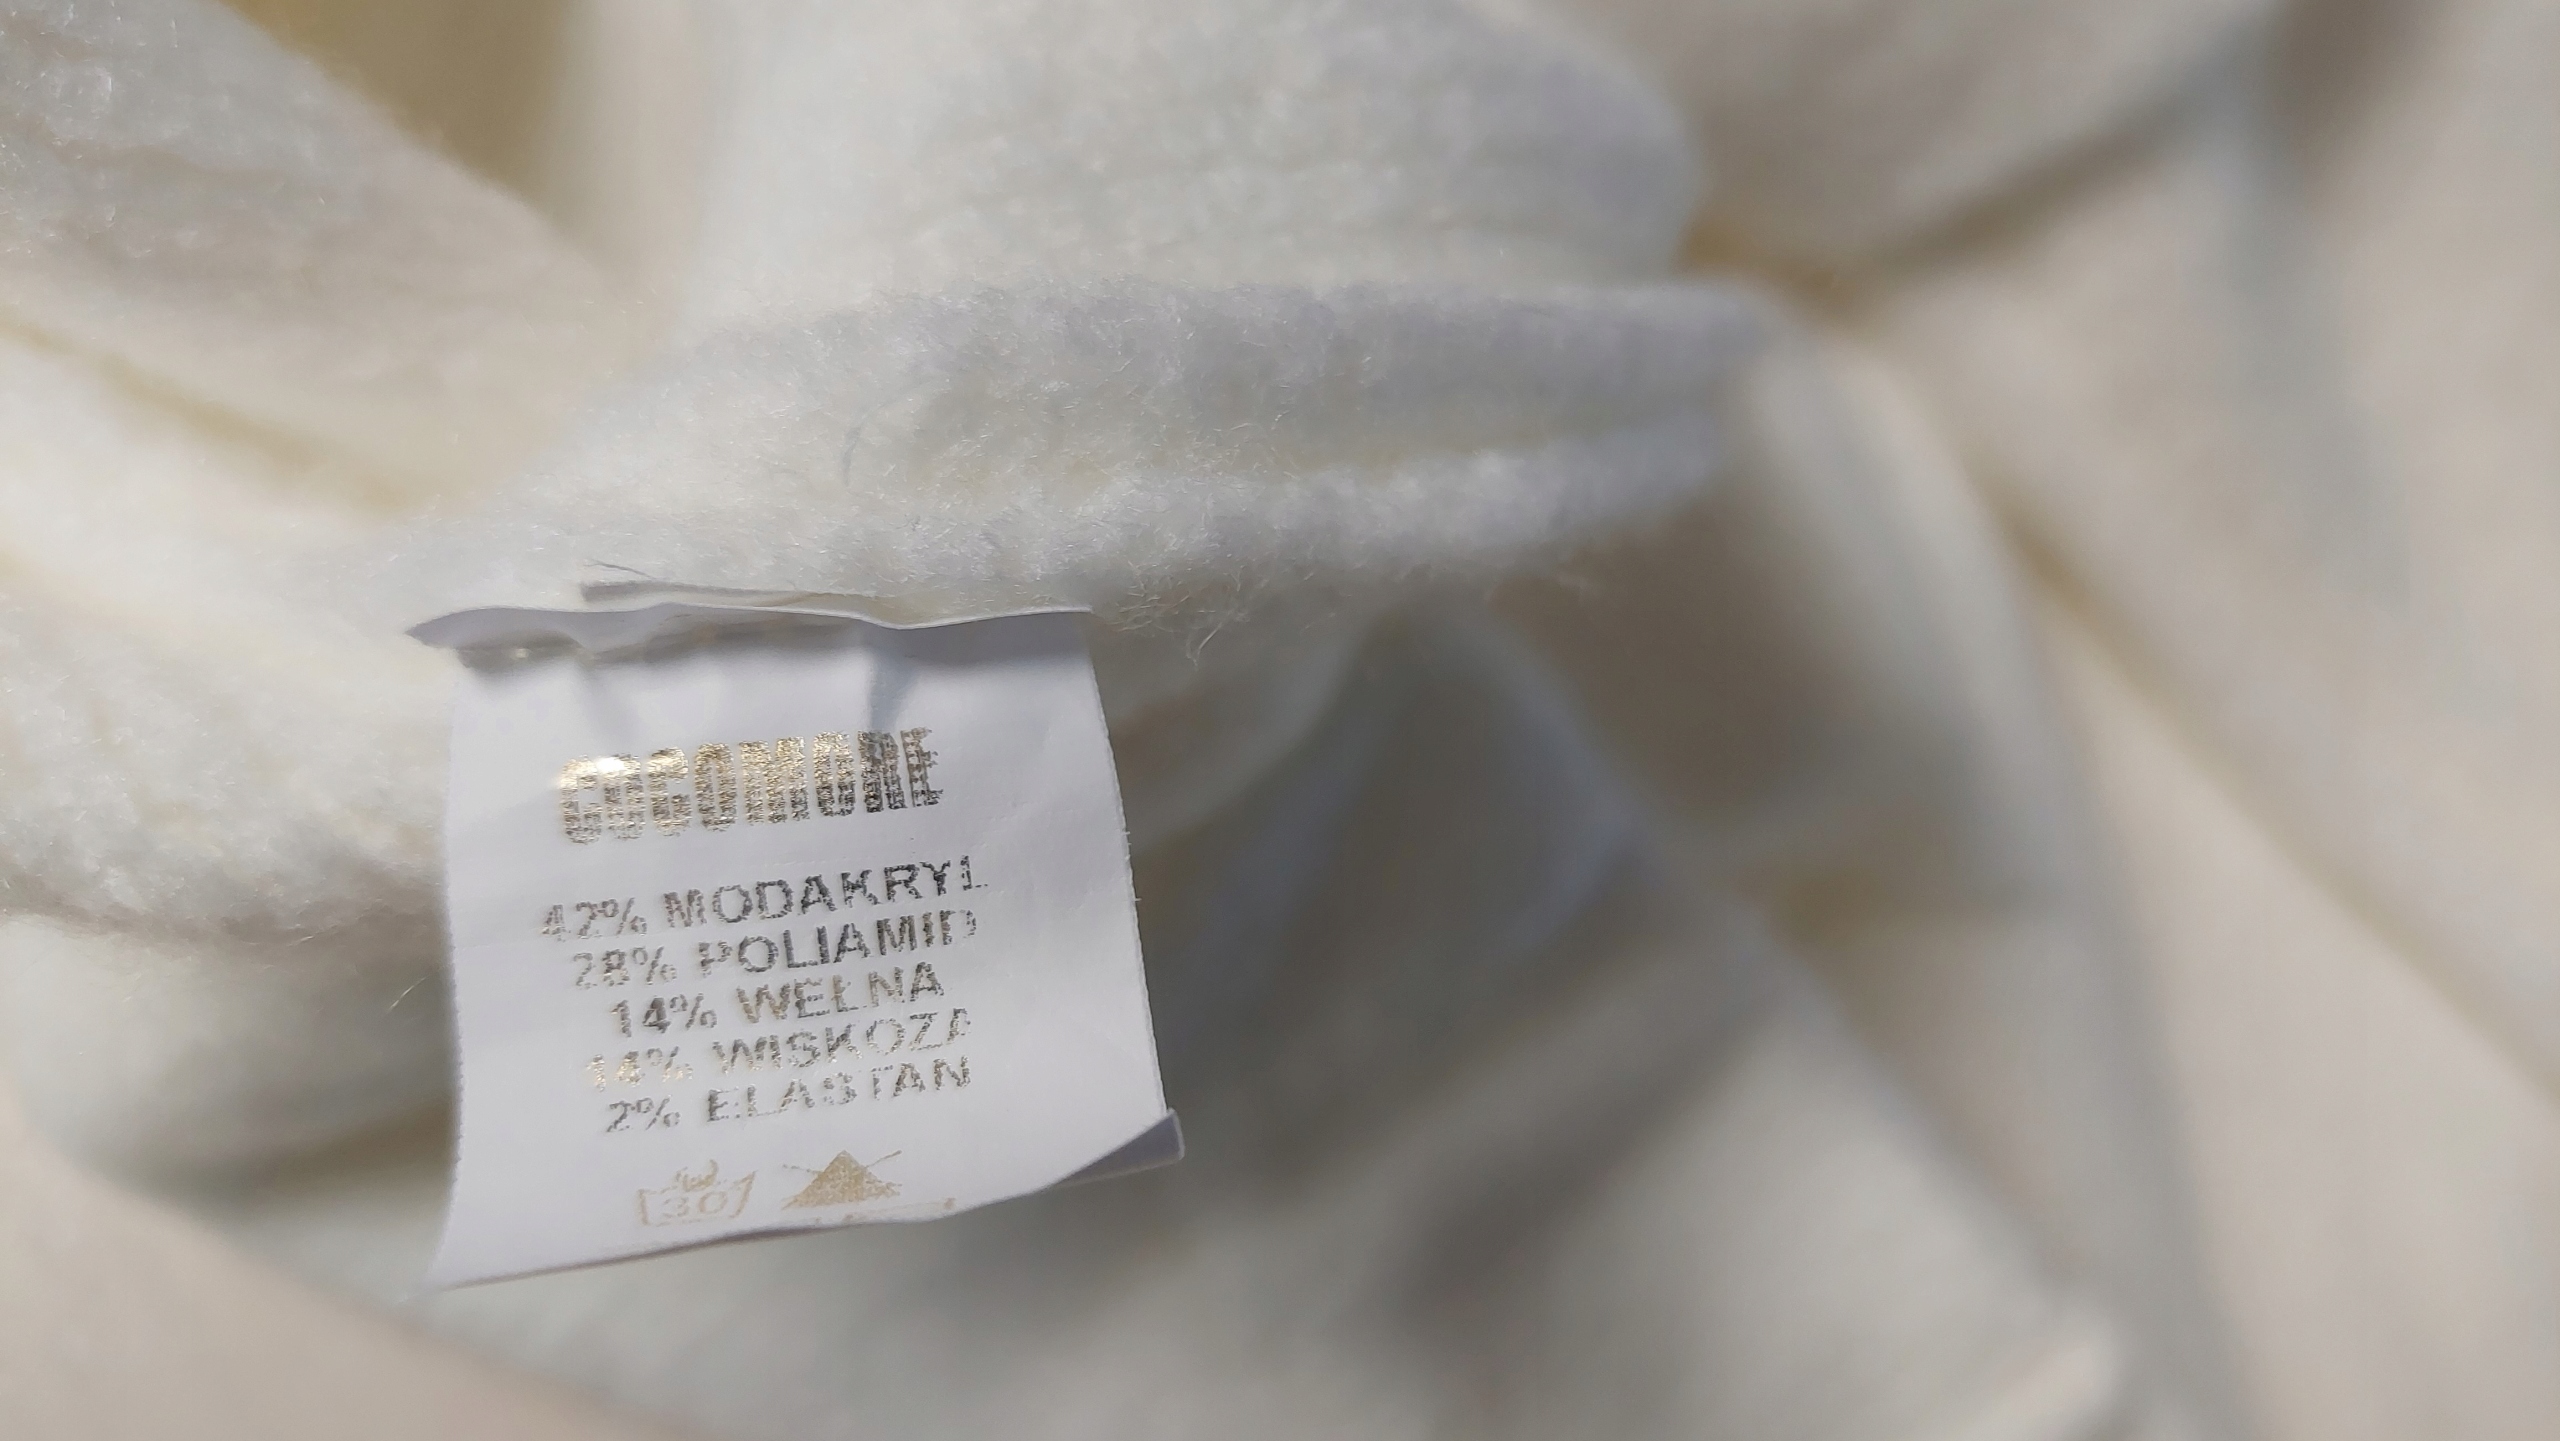 COCOMORE
42% MODAKRYL
28% POLIAMID
14% WEŁNA
14% WISKOZA
2% ELASTAN
30